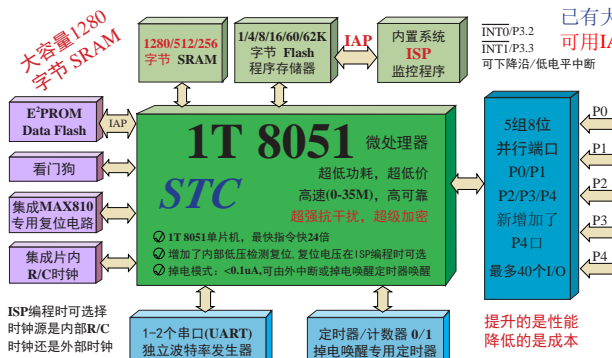 大容量1280
字节 SRAM
1280/512/256
字节 SRAM
1/4/8/16/60/62K
字节 Flash
程序存储器
IAP
内置系统
ISP
监控程序
INT0/P3.2
INT1/P3.3
可下降沿/低电平中断
已有大
可用IA
E²PROM
Data Flash
IAP
看门狗
集成MAX810
专用复位电路
集成片内
R/C时钟
1T 8051 微处理器
超低功耗，超低价
STC
高速(0-35M)，高可靠
超强抗干扰，超级加密
1T 8051单片机，最快指令快24倍
增加了内部低压检测复位，复位电压在ISP编程时可选
掉电模式：<0.1uA,可由外中断或掉电唤醒定时器唤醒
5组8位
并行端口
P0/P1
P2/P3/P4
新增加了
P4口
最多40个I/O
P0
P1
P2
P3
P4
ISP编程时可选择
时钟源是内部R/C
时钟还是外部时钟
1-2个串口(UART)
独立波特率发生器
定时器/计数器 0/1
掉电唤醒专用定时器
提升的是性能
降低的是成本